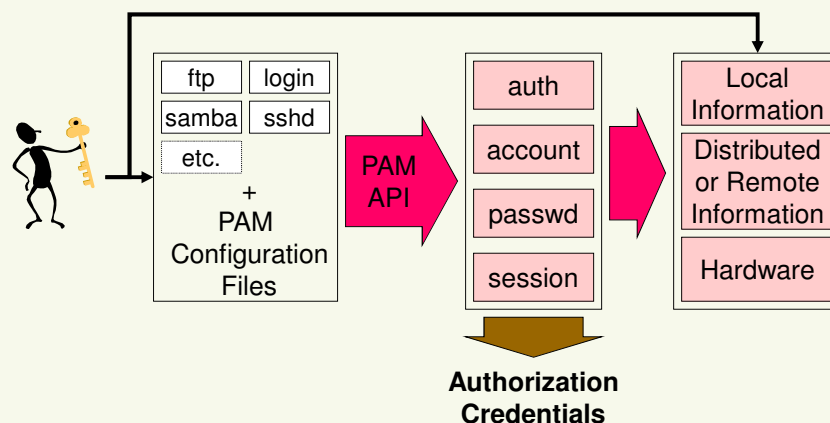 ftp
login
samba
sshd
etc.
+
PAM
Configuration
Files
PAM
API
auth
account
passwd
session
Authorization
Credentials
Local
Information
Distributed
or Remote
Information
Hardware